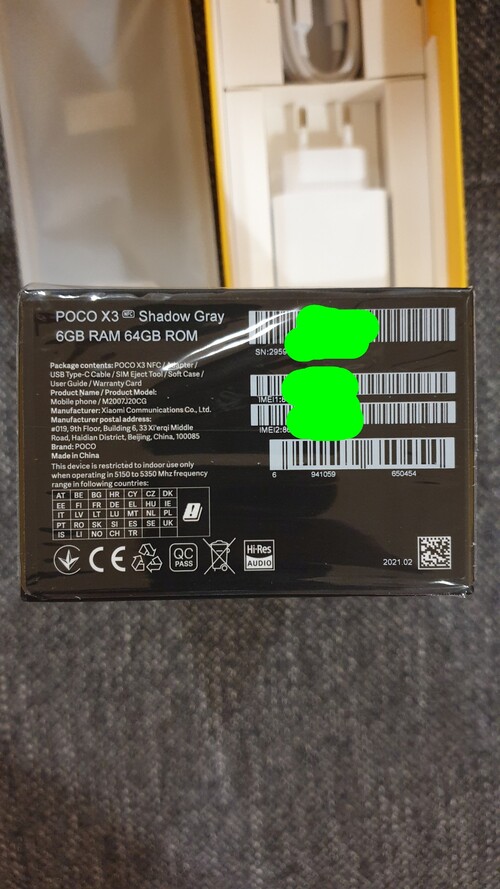 POCO X3 NFC Shadow Gray
6GB RAM 64GB ROM
Package contents: POCO X3 NFC / Adapter /
USB Type-C Cable / SIM Eject Tool / Soft Case /
User Guide / Warranty Card
Product Name / Product Model:
Mobile phone / M2007J20CG
Manufacturer: Xiaomi Communications Co., Ltd.
Manufacturer postal address:
#019, 9th Floor, Building 6, 33 Xi'erqi Middle
Road, Haidian District, Beijing, China, 100085
Brand: POCO
Made in China
This device is restricted to indoor use only
when operating in 5150 to 5350 Mhz frequency
range in following countries:
AT BE BG HR CY CZ DK
EE FI FR DE EL HU IE
IT LV LT LU MT NL PL
PT RO SK SI ES SE UK
IS LI NO CH TR
CE
QC
PASS
Hi-Res
AUDIO
SN:2959
IMEI1:
IMEI2:86
6 941059 650454
2021.02